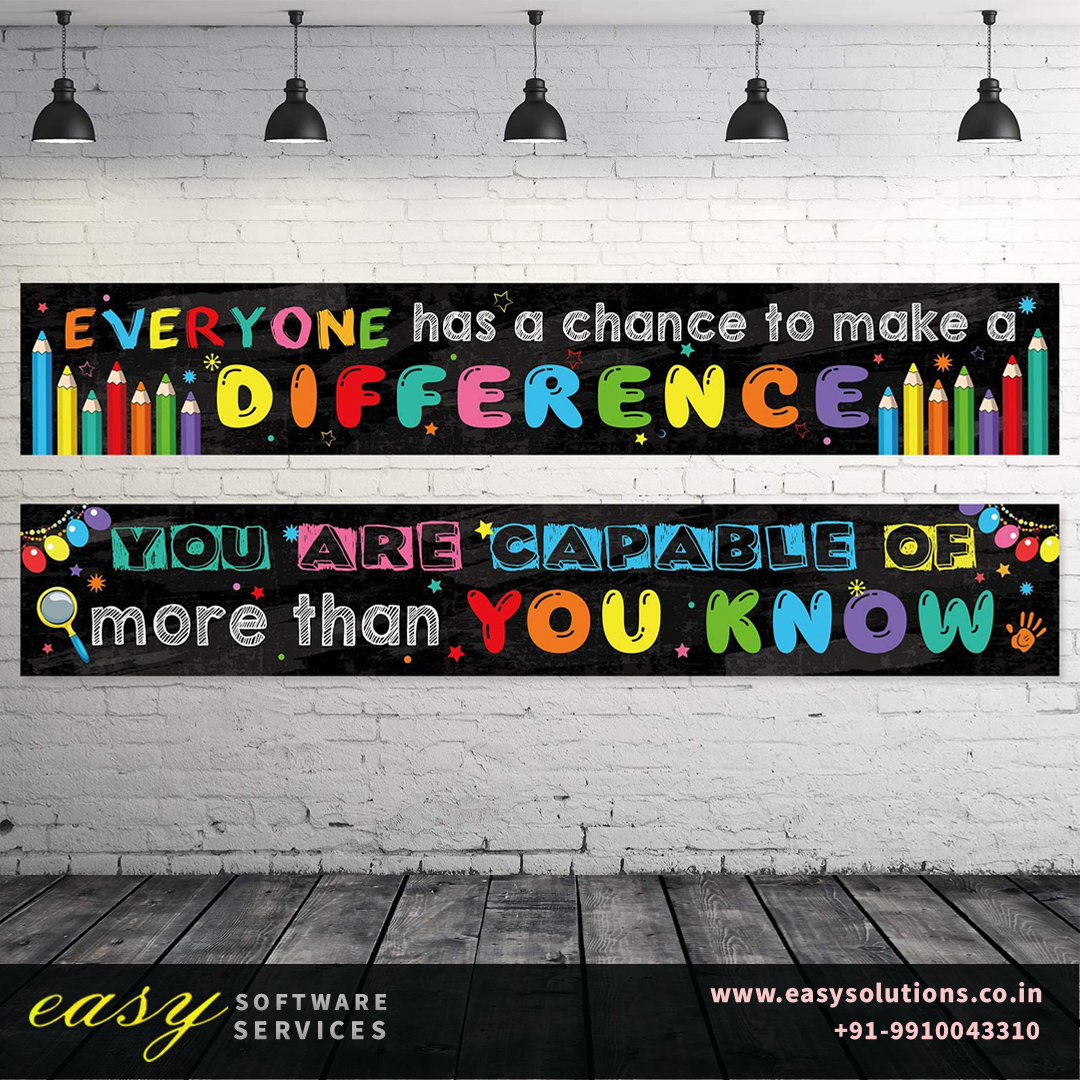 EVERYONE has a chance to make a
DIFFERENCE
YOU ARE CAPABLE OF
more than YOU KNOW
easy SOFTWARE
SERVICES
www.easysolutions.co.in
+91-9910043310